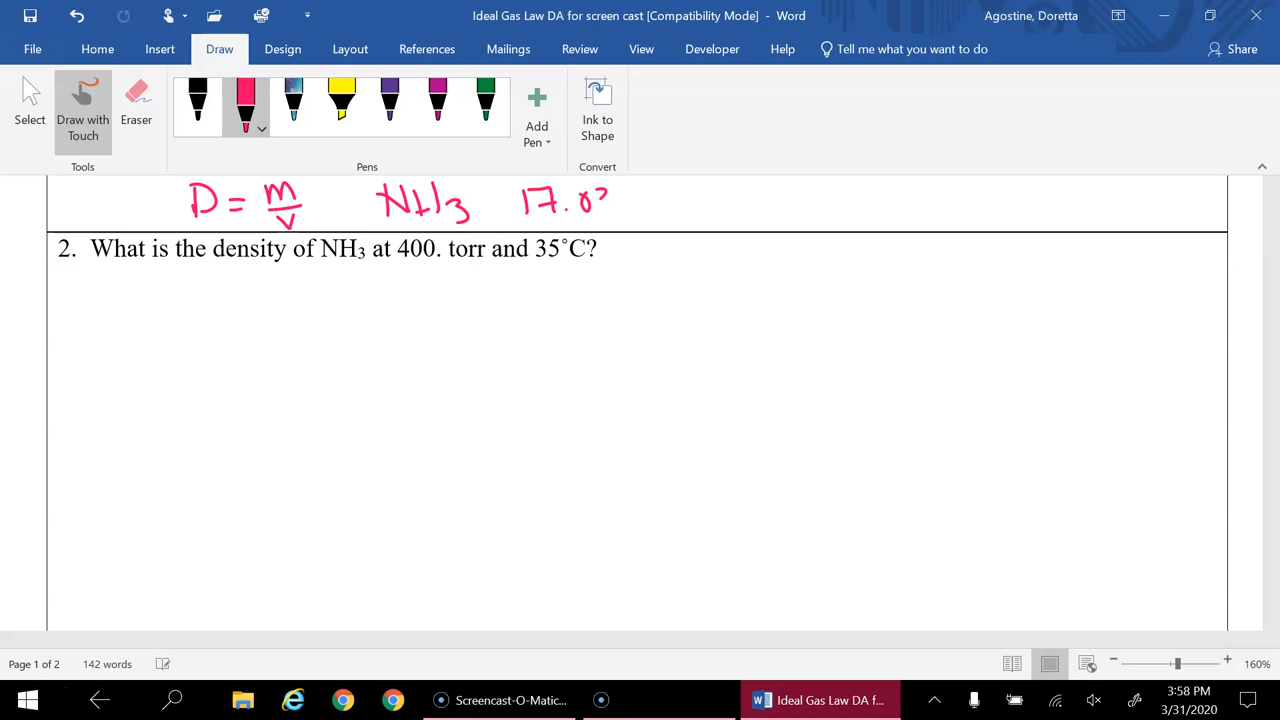 Ideal Gas Law DA for screen cast [Compatibility Mode] - Word
Agostine, Doretta
File Home Insert Draw Design Layout References Mailings Review View Developer Help Tell me what you want to do Share
Select
Draw with Touch
Eraser
Add Pen
Ink to Shape
Tools
Pens
Convert
D = m/v NH3 17.03
2. What is the density of NH₃ at 400. torr and 35˚C?
Page 1 of 2 142 words 160%
Screencast-O-Matic...
Ideal Gas Law DA f...
3:58 PM
3/31/2020